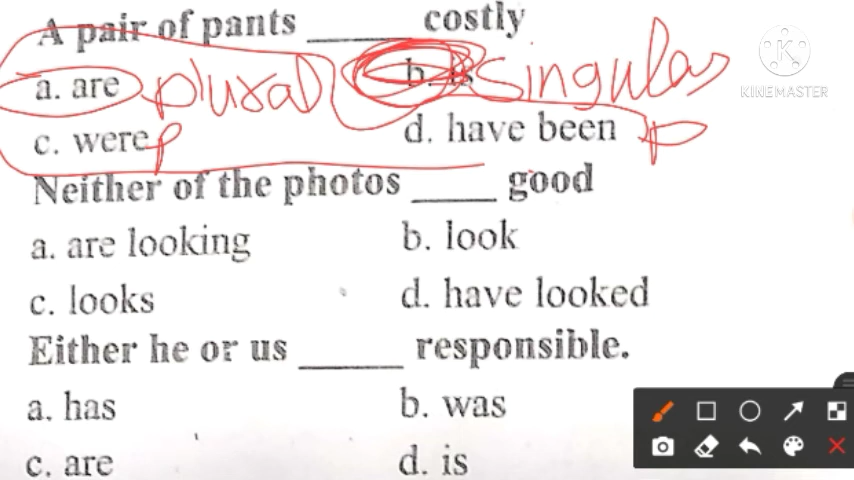 A pair of pants ______ costly
a. are plural b. is singular
c. were p d. have been p
Neither of the photos _____ good
a. are looking b. look
c. looks d. have looked
Either he or us ______ responsible.
a. has b. was
c. are d. is
KINEMASTER